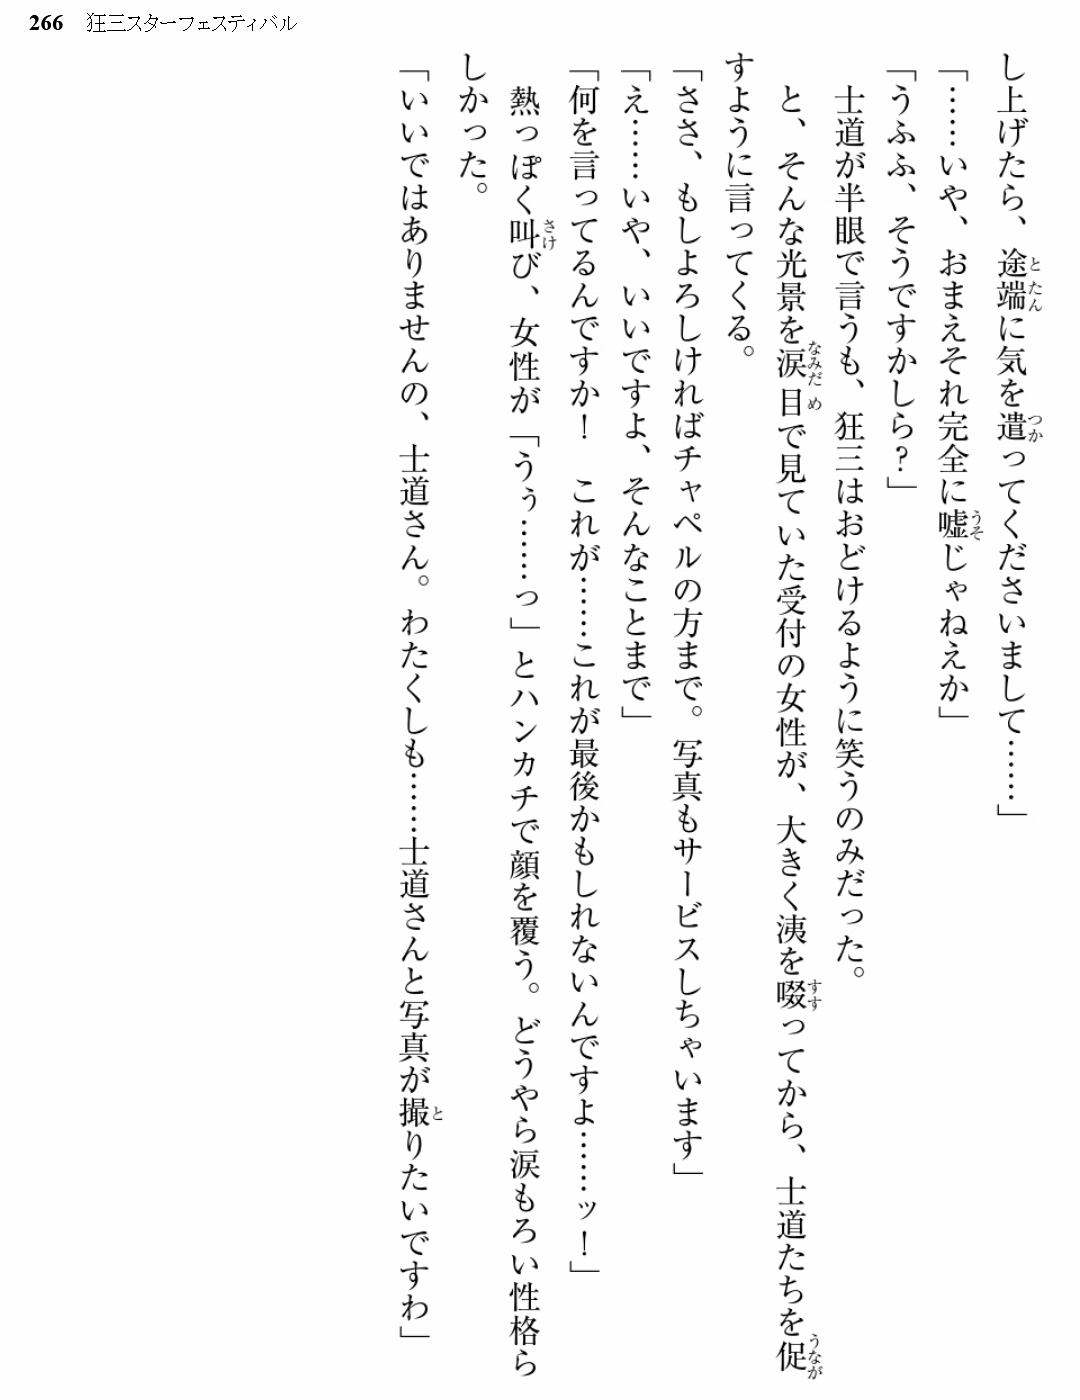 266 狂三スターフェスティバル
し上げたら、途端に気を遣ってくださいまして……」
「……いや、おまえそれ完全に嘘じゃねえか」
「うふふ、そうですかしら？」
士道が半眼で言うも、狂三はおどけるように笑うのみだった。
と、そんな光景を涙目で見ていた受付の女性が、大きく洟を啜ってから、士道たちを促
すように言ってくる。
「ささ、もしよろしければチャペルの方まで。写真もサービスしちゃいます」
「え……いや、いいですよ、そんなことまで」
「何を言ってるんですか！　これが……これが最後かもしれないんですよ……ッ！」
熱っぽく叫び、女性が「うぅ……っ」とハンカチで顔を覆う。どうやら涙もろい性格ら
しかった。
「いいではありませんの、士道さん。わたくしも……士道さんと写真が撮りたいですわ」